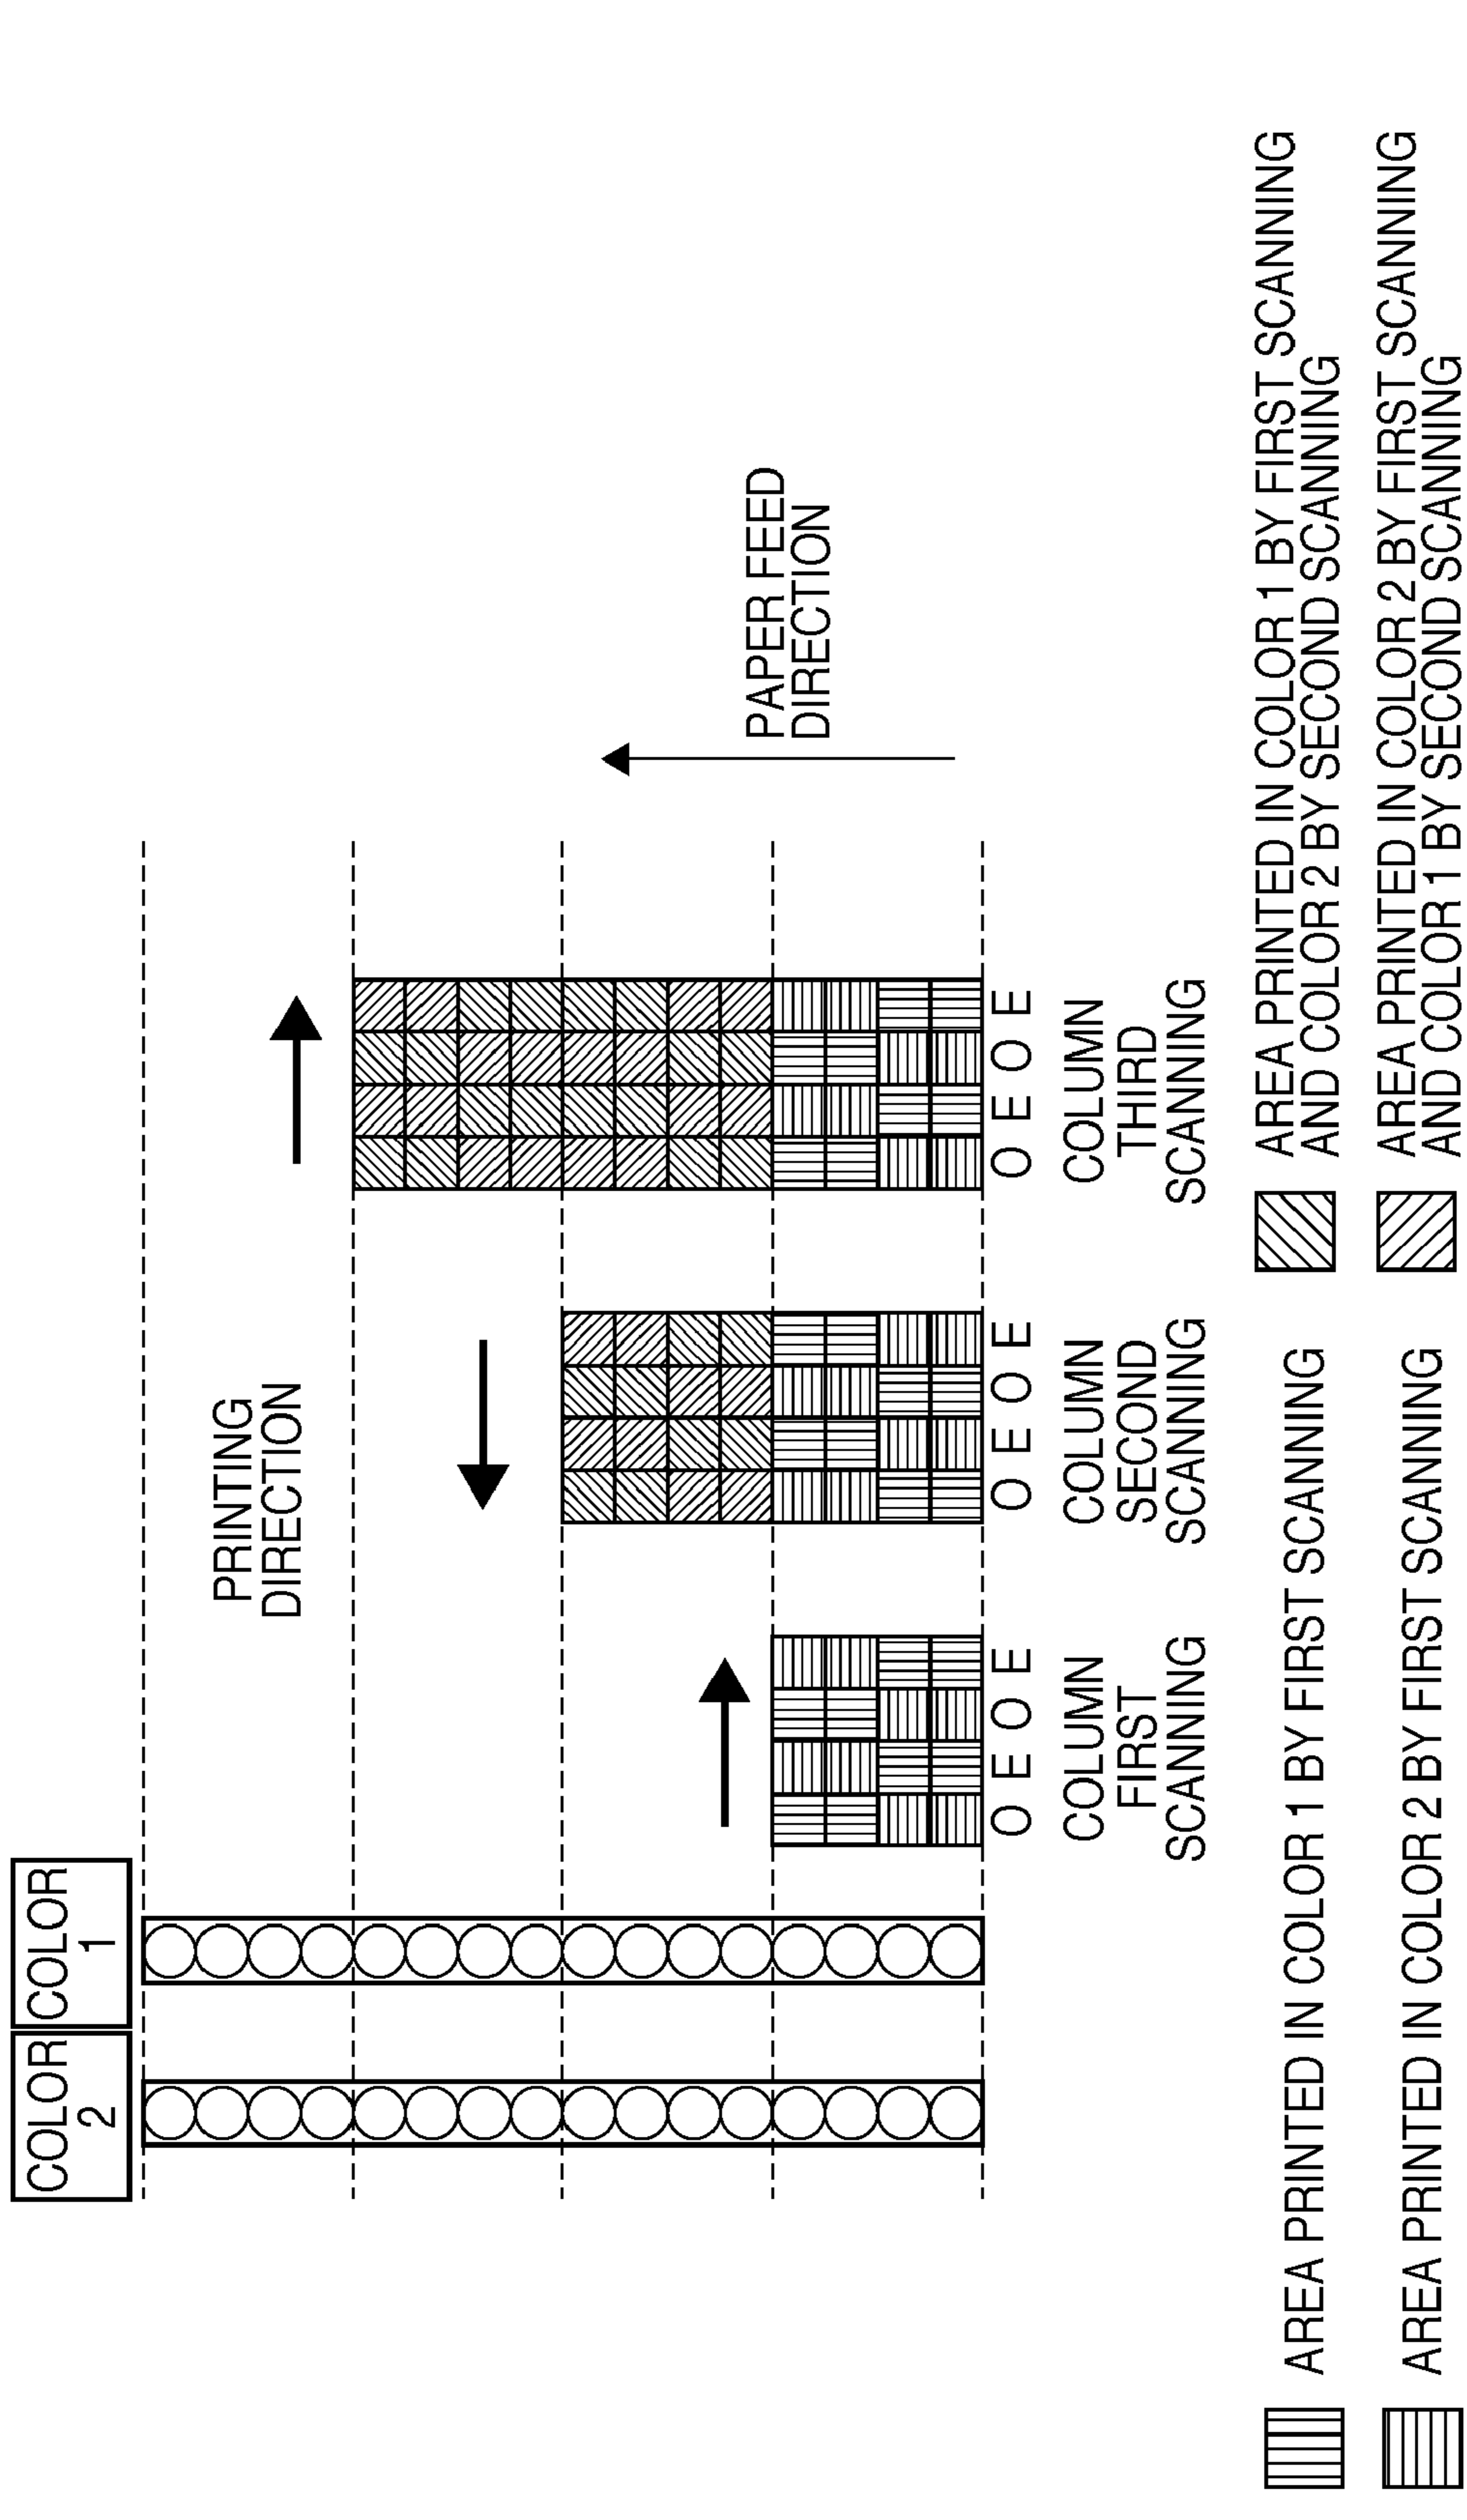 COLOR
2
COLOR
1
PRINTING
DIRECTION
PAPER FEED
DIRECTION
O E O E
COLUMN
FIRST
SCANNING
O E O E
COLUMN
SECOND
SCANNING
O E O E
COLUMN
THIRD
SCANNING
AREA PRINTED IN COLOR 1 BY FIRST SCANNING
AREA PRINTED IN COLOR 2 BY FIRST SCANNING
AREA PRINTED IN COLOR 1 BY FIRST SCANNING
AND COLOR 2 BY SECOND SCANNING
AREA PRINTED IN COLOR 2 BY FIRST SCANNING
AND COLOR 1 BY SECOND SCANNING